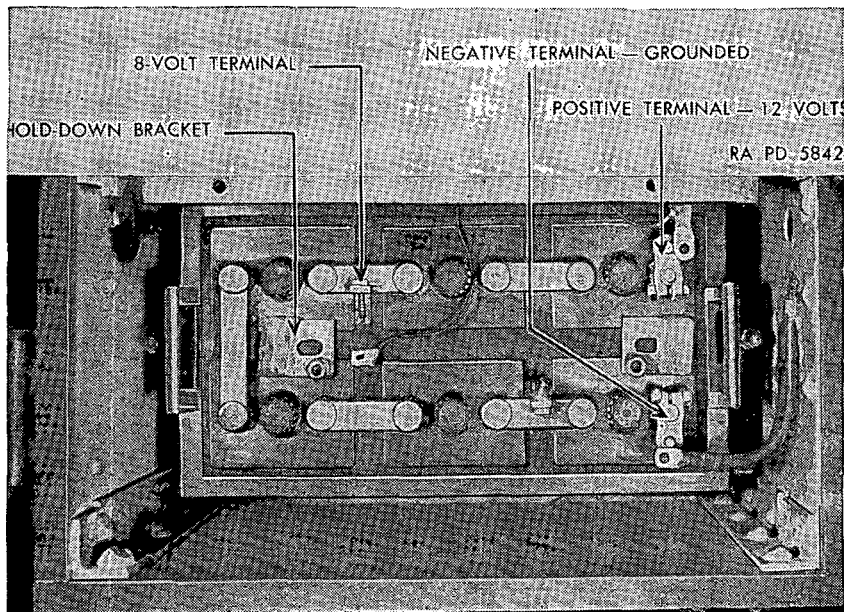 8-VOLT TERMINAL
NEGATIVE TERMINAL — GROUNDED
HOLD-DOWN BRACKET
POSITIVE TERMINAL — 12 VOLTS
RA PD 5842